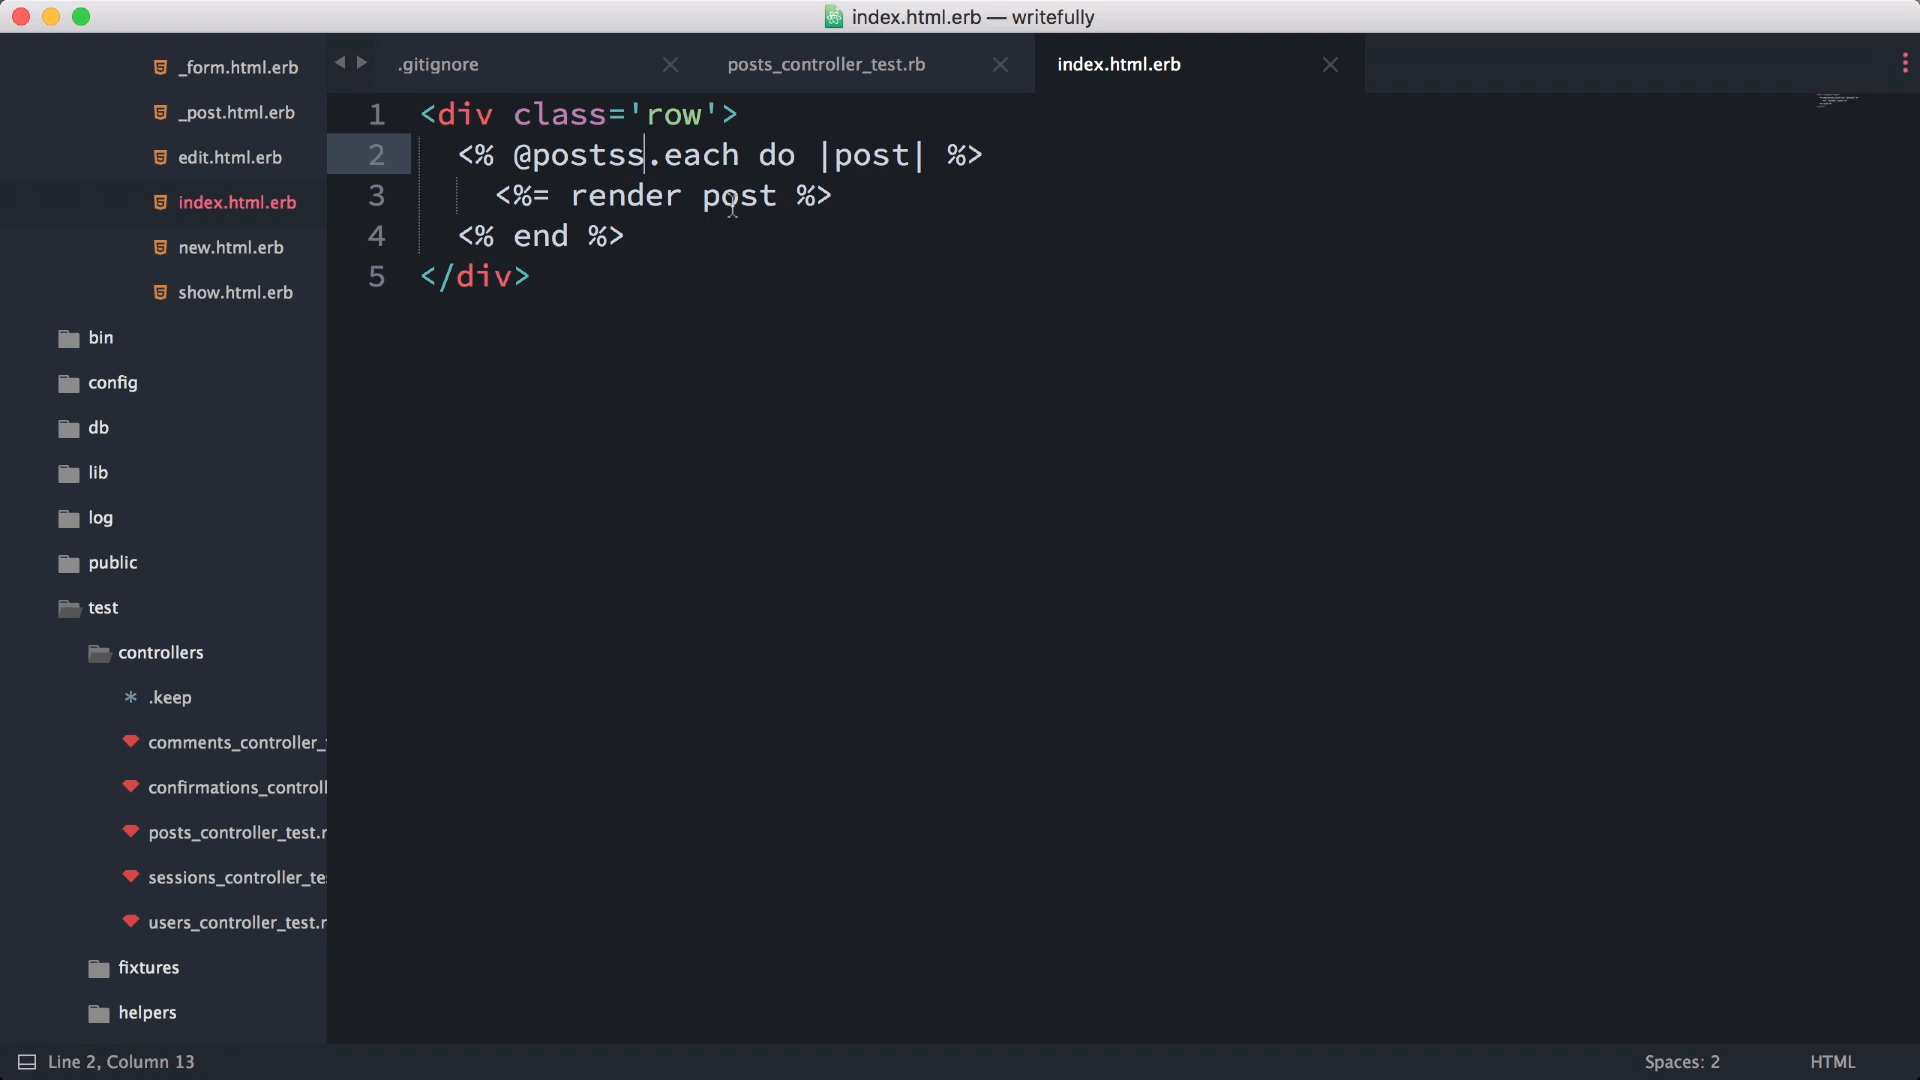 index.html.erb — writefully
_form.html.erb
_post.html.erb
edit.html.erb
index.html.erb
new.html.erb
show.html.erb
bin
config
db
lib
log
public
test
controllers
.keep
comments_controller_
confirmations_controll
posts_controller_test.r
sessions_controller_te
users_controller_test.r
fixtures
helpers
.gitignore
posts_controller_test.rb
index.html.erb
1 <div class='row'>
2 <% @postss.each do |post| %>
3 <%= render post %>
4 <% end %>
5 </div>
Line 2, Column 13
Spaces: 2
HTML